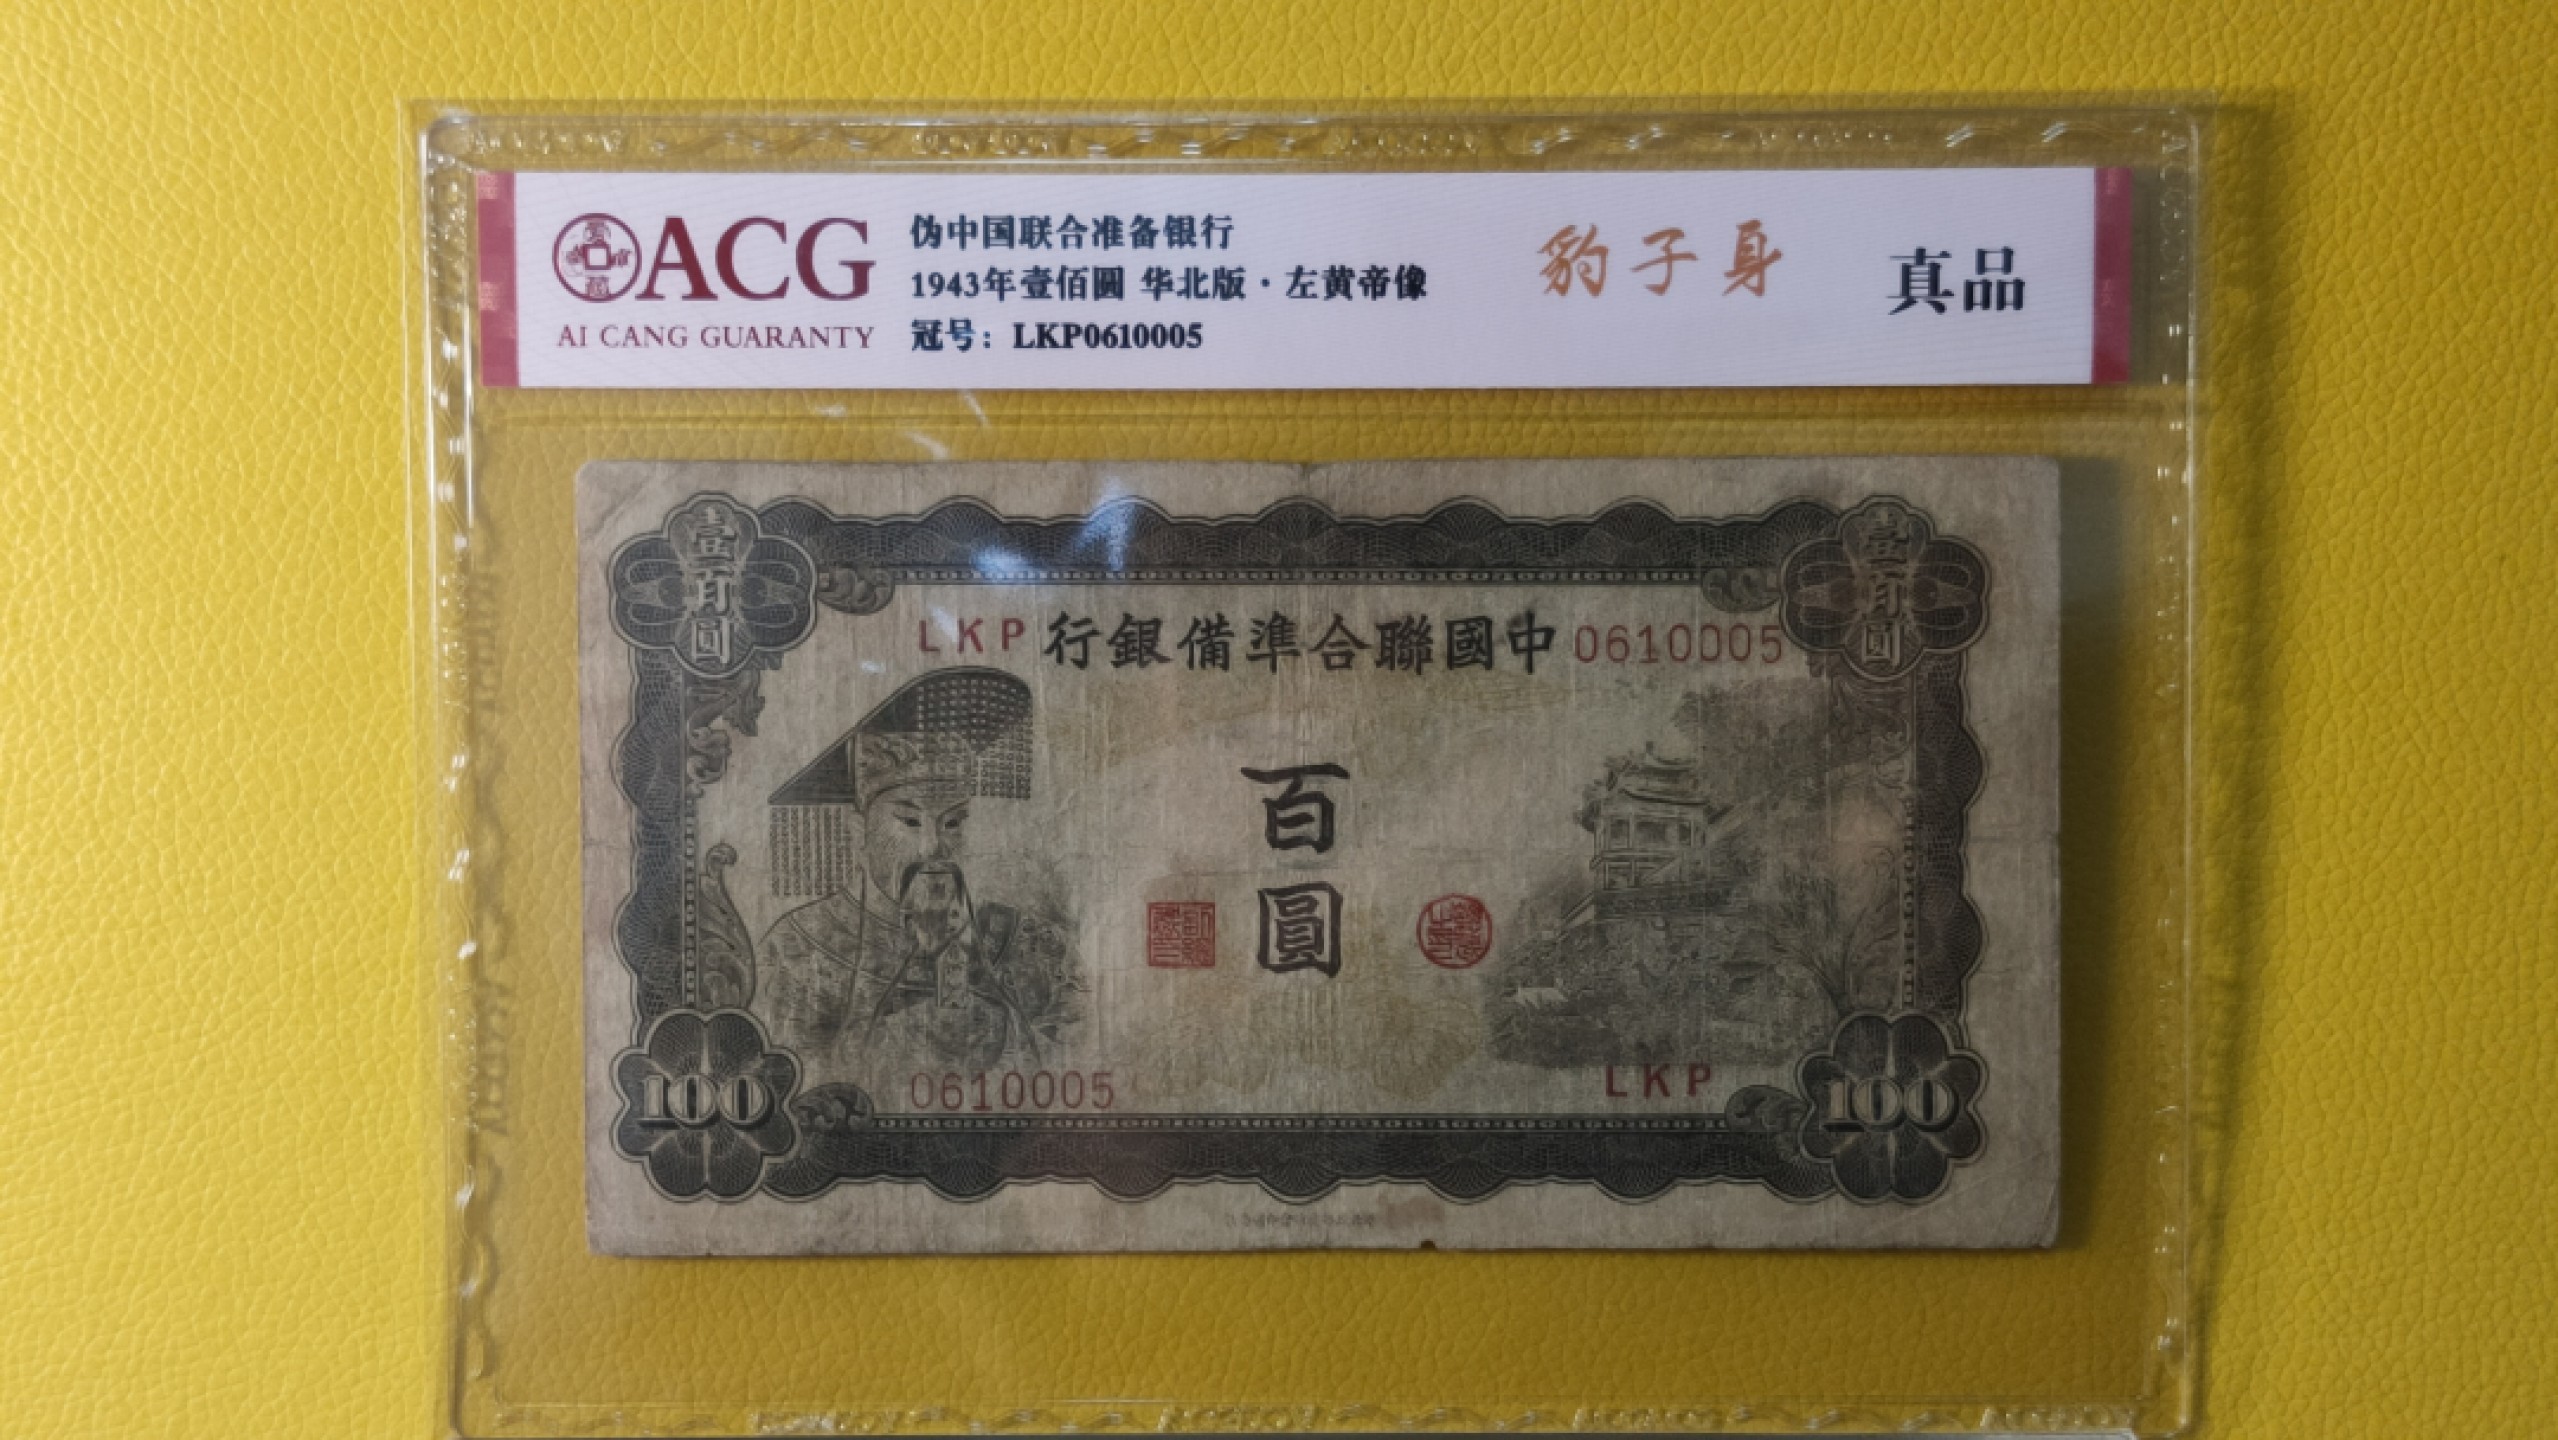 ACG
AI CANG GUARANTY
伪中国联合准备银行
1943年壹佰圆 华北版·左黄帝像
冠号：LKP0610005
豹子身
真品
壹百圓
壹百圓
LKP 行銀備準合聯國中 0610005
百圓
0610005
LKP
100
100